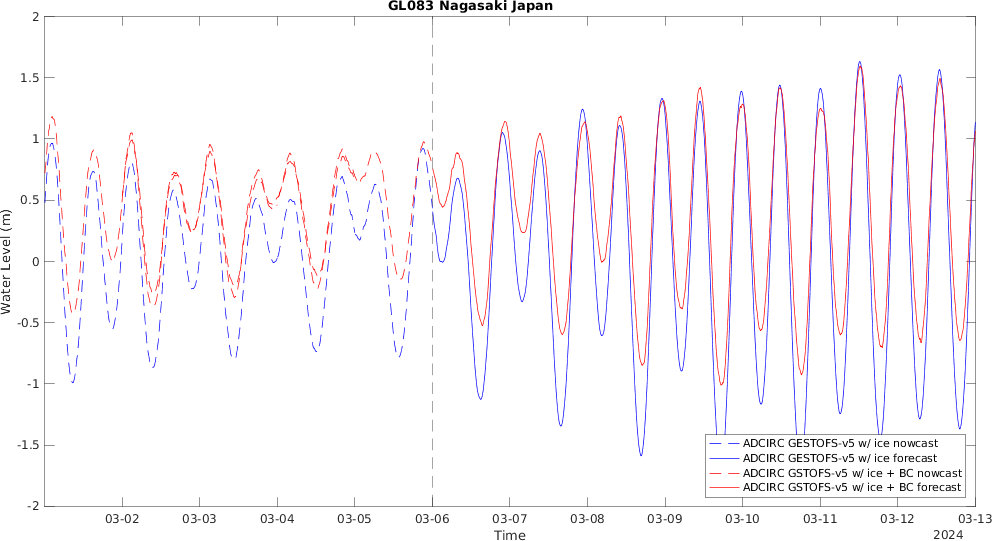 GL083 Nagasaki Japan
2
1.5
1
0.5
0
-0.5
-1
-1.5
-2
Water Level (m)
ADCIRC GESTOFS-v5 w/ ice nowcast
ADCIRC GESTOFS-v5 w/ ice forecast
ADCIRC GSTOFS-v5 w/ ice + BC nowcast
ADCIRC GSTOFS-v5 w/ ice + BC forecast
03-02 03-03 03-04 03-05 03-06 03-07 03-08 03-09 03-10 03-11 03-12 03-13
Time
2024